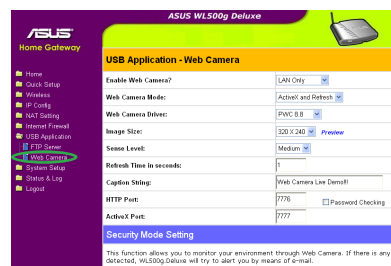 ASUS WL500g Deluxe
ASUS
Home Gateway
Home
Quick Setup
Wireless
IP Config
NAT Setting
Internet Firewall
USB Application
FTP Server
Web Camera
System Setup
Status & Log
Logout
USB Application - Web Camera
Enable Web Camera? LAN Only
Web Camera Mode: ActiveX and Refresh
Web Camera Driver: PWC 8.8
Image Size: 320 X 240 Preview
Sense Level: Medium
Refresh Time in seconds: 1
Caption String: Web Camera Live Demo!!!
HTTP Port: 7776 Password Checking
ActiveX Port: 7777
Security Mode Setting
This function allows you to monitor your environment through Web Camera. If there is any
detected, WL500g.Deluxe will try to alert you by means of e-mail.